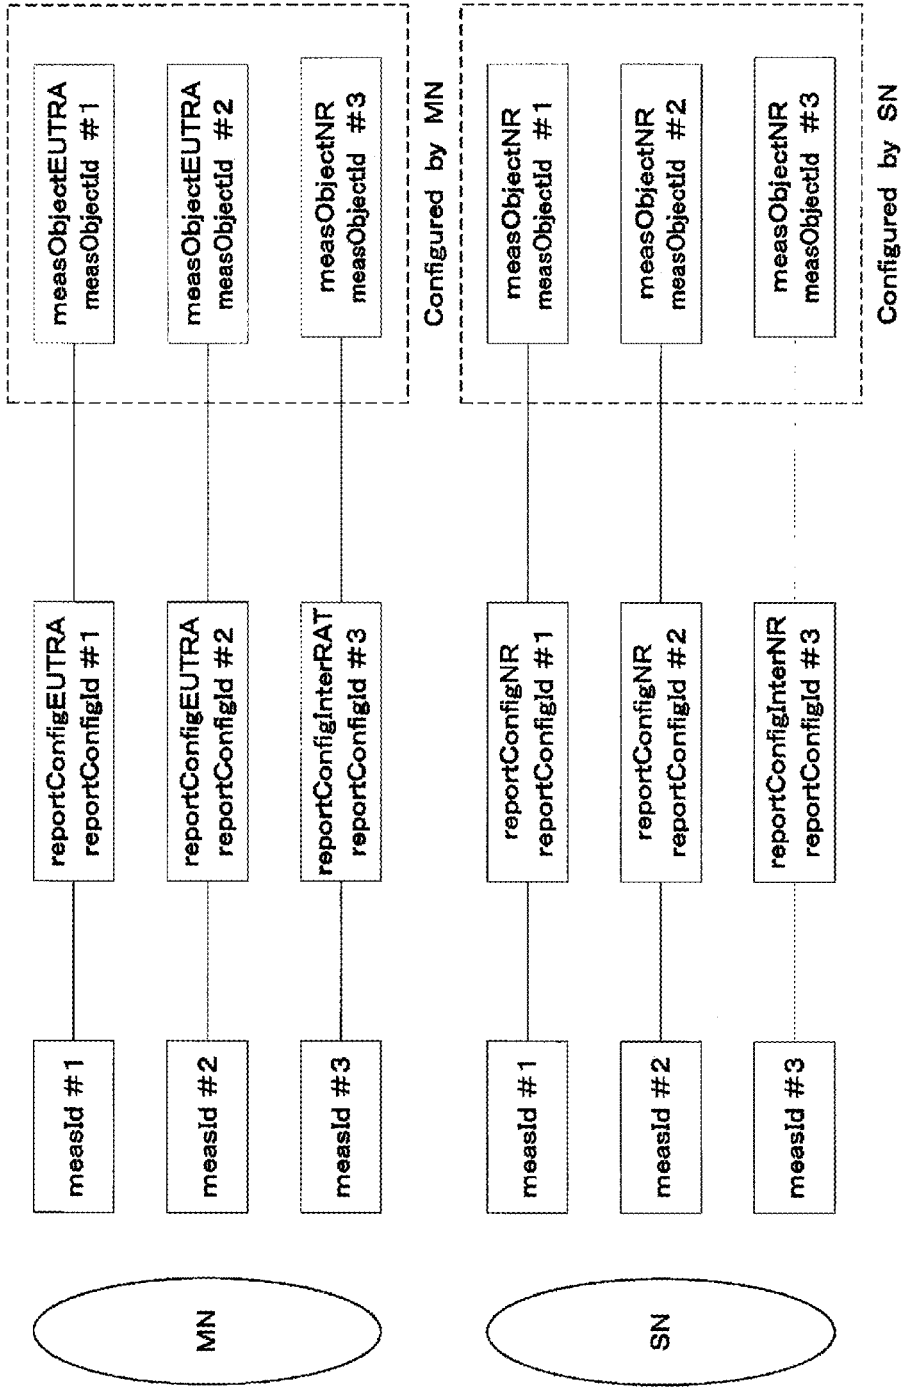 MN
measId #1
reportConfigEUTRA
reportConfigId #1
measObjectEUTRA
measObjectId #1
measId #2
reportConfigEUTRA
reportConfigId #2
measObjectEUTRA
measObjectId #2
measId #3
reportConfigInterRAT
reportConfigId #3
measObjectNR
measObjectId #3
Configured by MN
SN
measId #1
reportConfigNR
reportConfigId #1
measObjectNR
measObjectId #1
measId #2
reportConfigNR
reportConfigId #2
measObjectNR
measObjectId #2
measId #3
reportConfigInterNR
reportConfigId #3
measObjectNR
measObjectId #3
Configured by SN